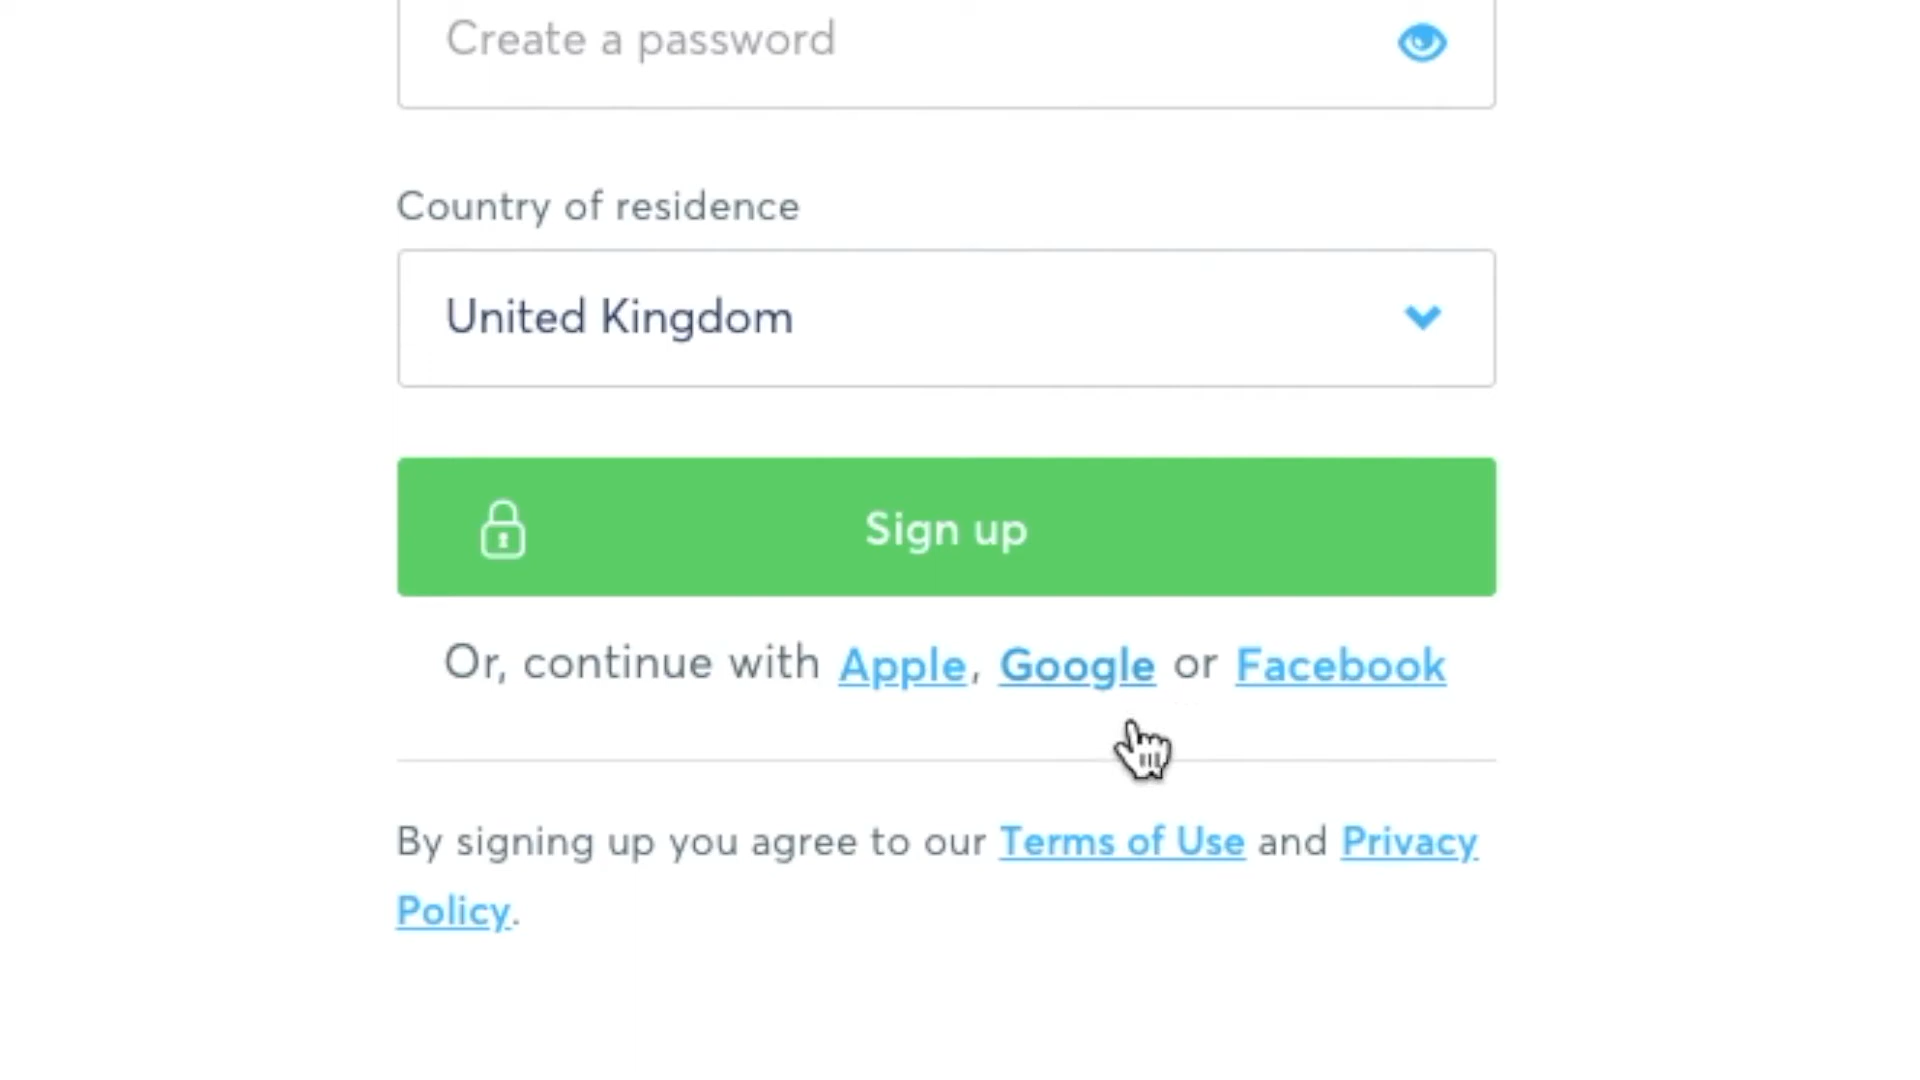 Create a password
Country of residence
United Kingdom
Sign up
Or, continue with Apple, Google or Facebook
By signing up you agree to our Terms of Use and Privacy
Policy.